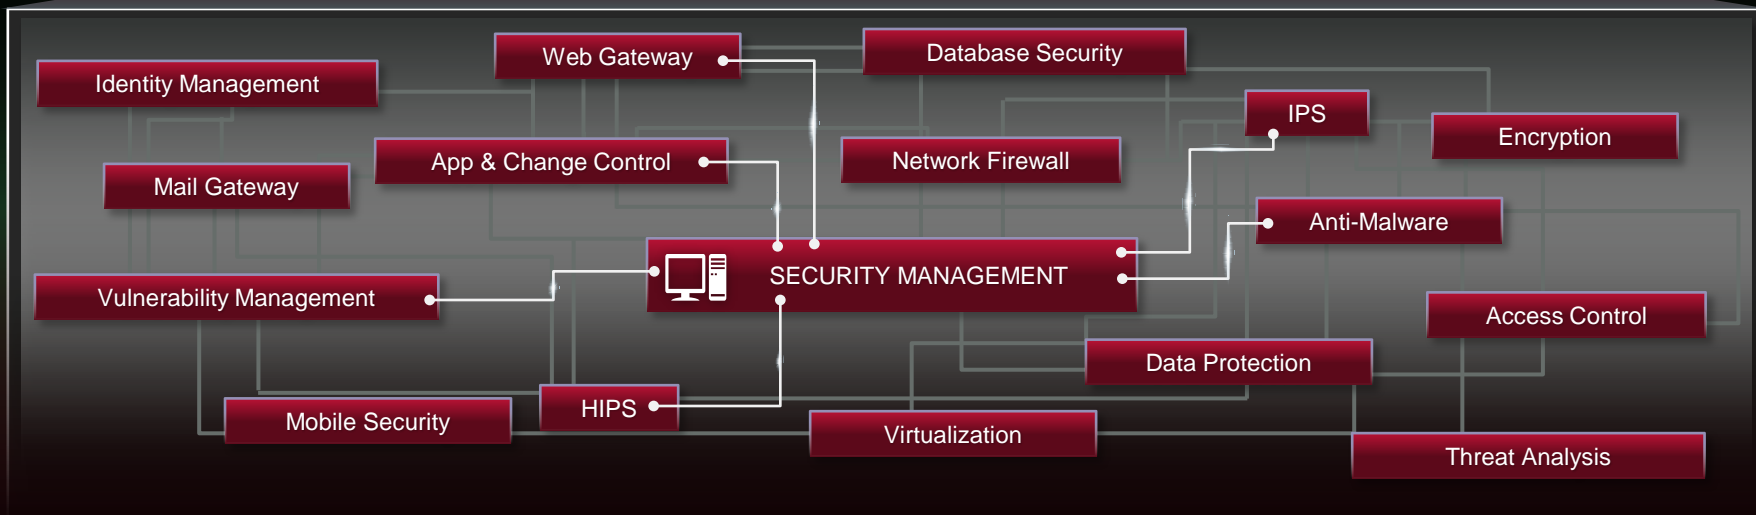 Web Gateway
Database Security
Identity Management
IPS
Encryption
App & Change Control
Network Firewall
Mail Gateway
Anti-Malware
SECURITY MANAGEMENT
Vulnerability Management
Access Control
Data Protection
HIPS
Mobile Security
Virtualization
Threat Analysis